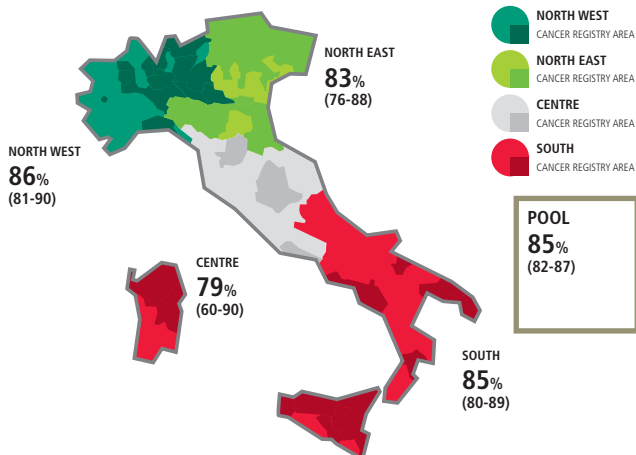 NORTH WEST
CANCER REGISTRY AREA
NORTH EAST
CANCER REGISTRY AREA
CENTRE
CANCER REGISTRY AREA
SOUTH
CANCER REGISTRY AREA
NORTH EAST
83%
(76-88)
NORTH WEST
86%
(81-90)
POOL
85%
(82-87)
CENTRE
79%
(60-90)
SOUTH
85%
(80-89)